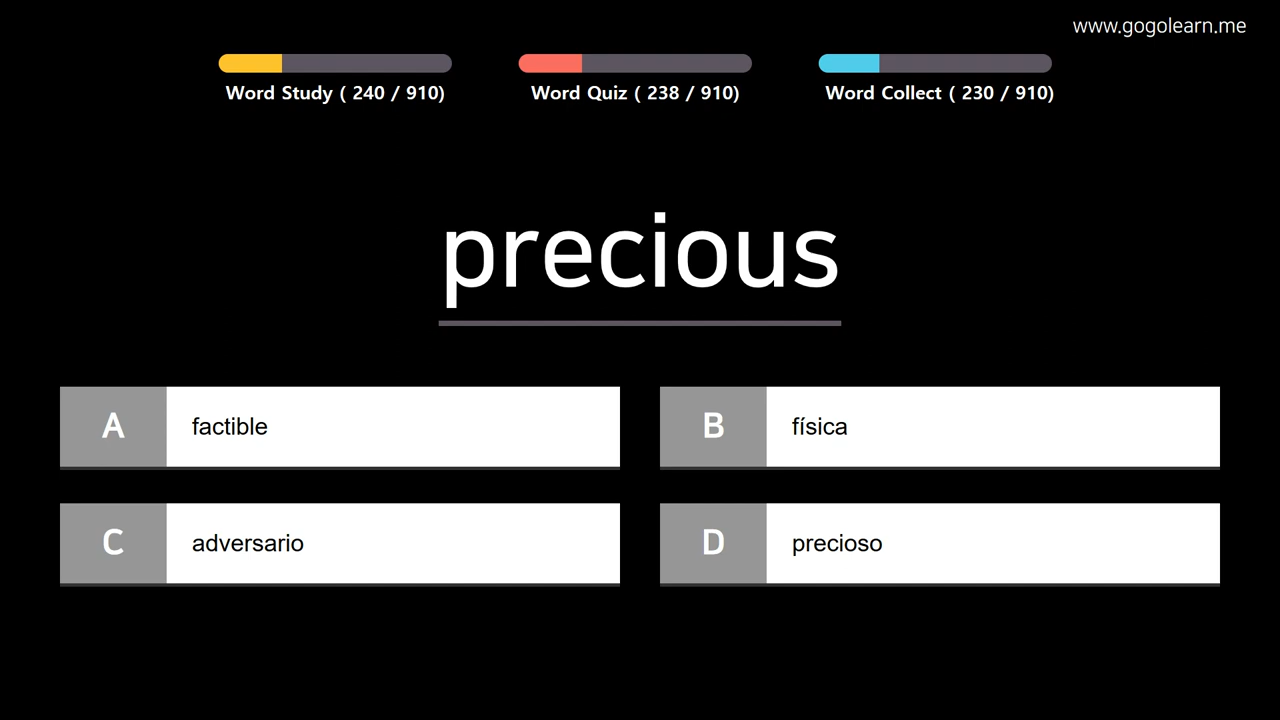 www.gogolearn.me
Word Study ( 240 / 910)
Word Quiz ( 238 / 910)
Word Collect ( 230 / 910)
precious
A factible
B física
C adversario
D precioso